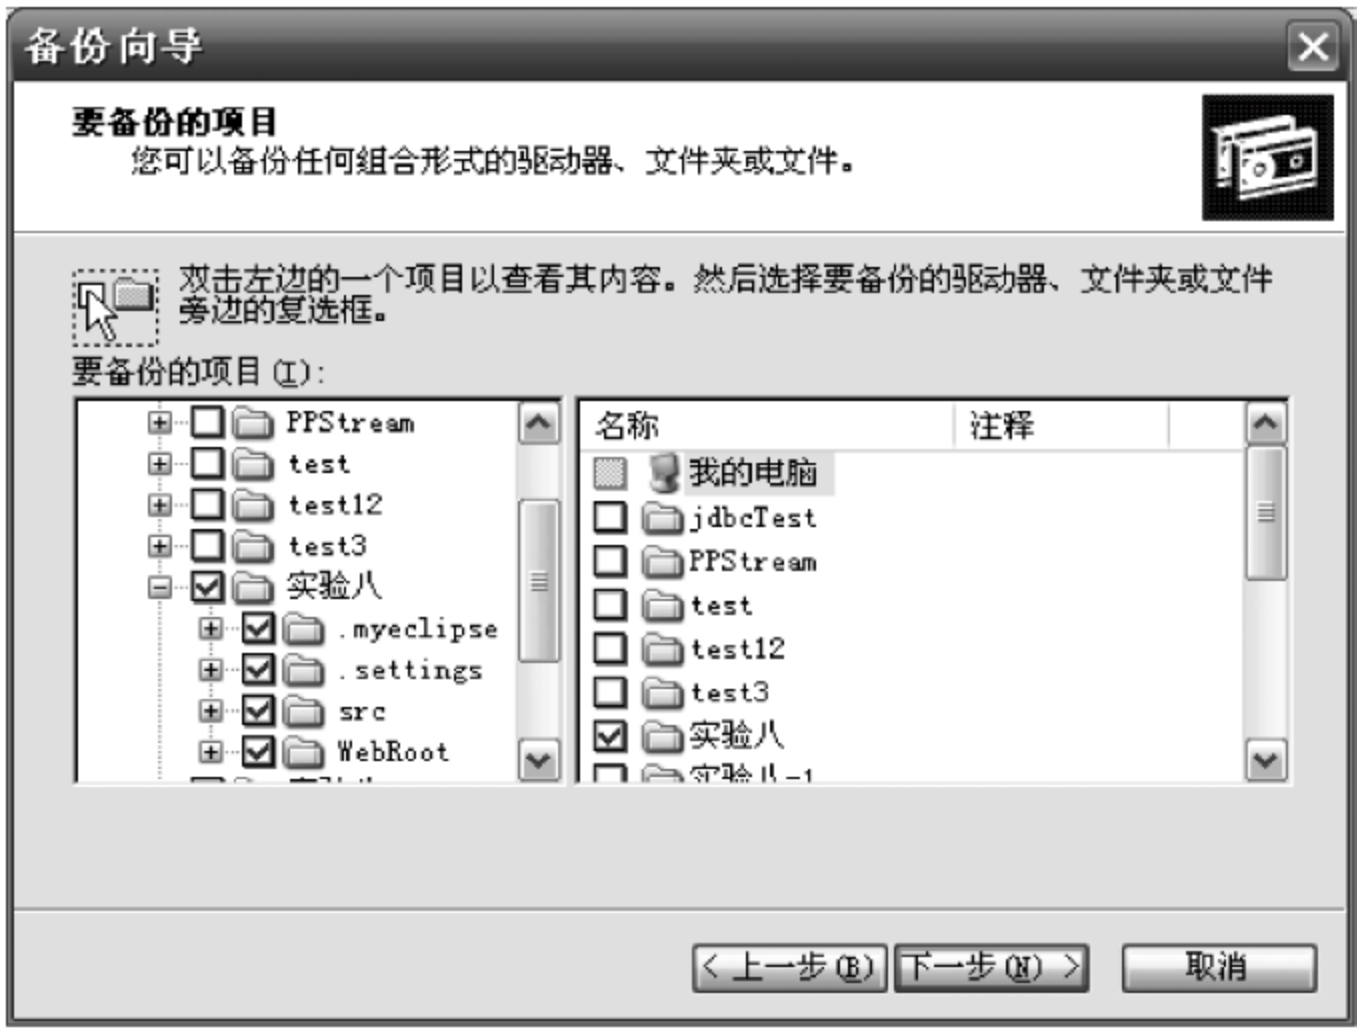 备份向导
要备份的项目
您可以备份任何组合形式的驱动器、文件夹或文件。
双击左边的一个项目以查看其内容。然后选择要备份的驱动器、文件夹或文件
旁边的复选框。
要备份的项目(I):
PPStream
test
test12
test3
实验八
.myeclipse
.settings
src
WebRoot
名称 注释
我的电脑
jdbcTest
PPStream
test
test12
test3
实验八
实验八-1
< 上一步(B) 下一步(N) > 取消